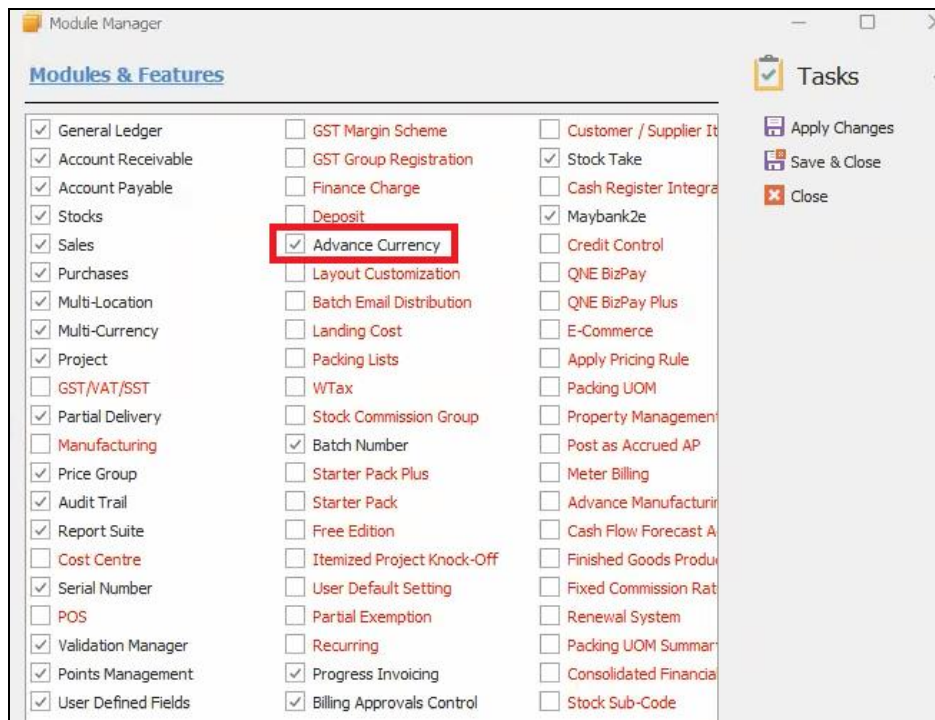 Module Manager
Modules & Features
Tasks
Apply Changes
Save & Close
Close
General Ledger
Account Receivable
Account Payable
Stocks
Sales
Purchases
Multi-Location
Multi-Currency
Project
GST/VAT/SST
Partial Delivery
Manufacturing
Price Group
Audit Trail
Report Suite
Cost Centre
Serial Number
POS
Validation Manager
Points Management
User Defined Fields
GST Margin Scheme
GST Group Registration
Finance Charge
Deposit
Advance Currency
Layout Customization
Batch Email Distribution
Landing Cost
Packing Lists
WTax
Stock Commission Group
Batch Number
Starter Pack Plus
Starter Pack
Free Edition
Itemized Project Knock-Off
User Default Setting
Partial Exemption
Recurring
Progress Invoicing
Billing Approvals Control
Customer / Supplier It
Stock Take
Cash Register Integra
Maybank2e
Credit Control
QNE BizPay
QNE BizPay Plus
E-Commerce
Apply Pricing Rule
Packing UOM
Property Management
Post as Accrued AP
Meter Billing
Advance Manufacturin
Cash Flow Forecast A
Finished Goods Produ
Fixed Commission Rat
Renewal System
Packing UOM Summar
Consolidated Financia
Stock Sub-Code